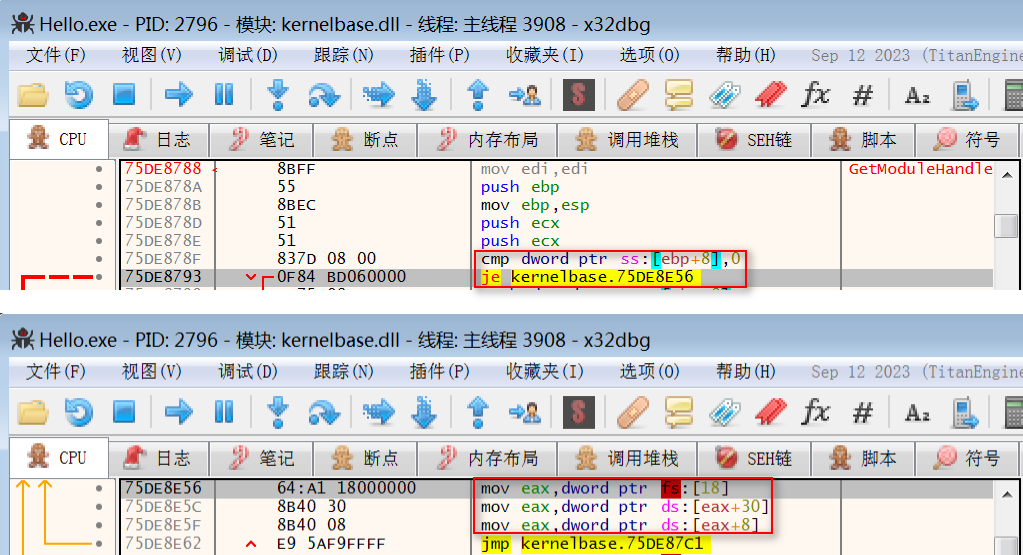 Hello.exe - PID: 2796 - 模块: kernelbase.dll - 线程: 主线程 3908 - x32dbg
文件(F) 视图(V) 调试(D) 跟踪(N) 插件(P) 收藏夹(I) 选项(O) 帮助(H) Sep 12 2023 (TitanEngine
S fx # A₂
CPU 日志 笔记 断点 内存布局 调用堆栈 SEH链 脚本 符号
75DE8788 8BFF mov edi,edi GetModuleHandle
75DE878A 55 push ebp
75DE878B 8BEC mov ebp,esp
75DE878D 51 push ecx
75DE878E 51 push ecx
75DE878F 837D 08 00 cmp dword ptr ss:[ebp+8],0
75DE8793 0F84 BD060000 je kernelbase.75DE8E56
Hello.exe - PID: 2796 - 模块: kernelbase.dll - 线程: 主线程 3908 - x32dbg
文件(F) 视图(V) 调试(D) 跟踪(N) 插件(P) 收藏夹(I) 选项(O) 帮助(H) Sep 12 2023 (TitanEngine
S fx # A₂
CPU 日志 笔记 断点 内存布局 调用堆栈 SEH链 脚本 符号
75DE8E56 64:A1 18000000 mov eax,dword ptr fs:[18]
75DE8E5C 8B40 30 mov eax,dword ptr ds:[eax+30]
75DE8E5F 8B40 08 mov eax,dword ptr ds:[eax+8]
75DE8E62 E9 5AF9FFFF jmp kernelbase.75DE87C1